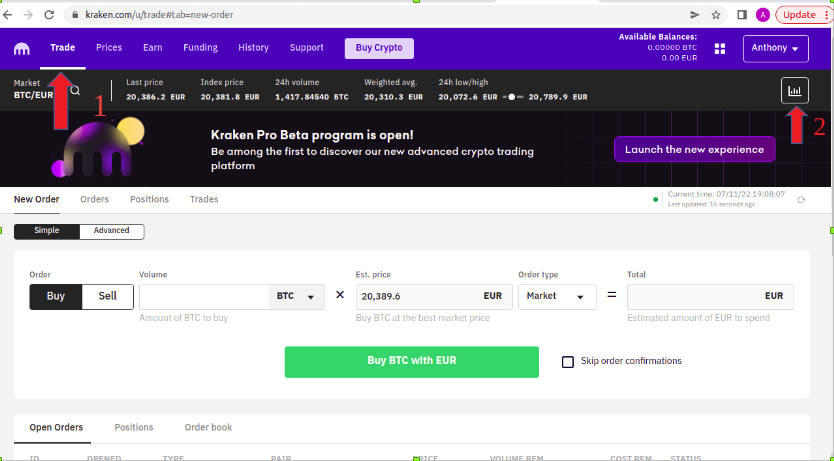 kraken.com/u/trade#tab=new-order
A
Update
Trade Prices Earn Funding History Support Buy Crypto
Available Balances:
0.00000 BTC
0.00 EUR
Anthony
Market
BTC/EUR
Last price
20,386.2 EUR
Index price
20,381.8 EUR
24h volume
1,417.84540 BTC
Weighted avg.
20,310.3 EUR
24h low/high
20,072.6 EUR 20,789.9 EUR
1
2
Kraken Pro Beta program is open!
Be among the first to discover our new advanced crypto trading
platform
Launch the new experience
New Order Orders Positions Trades
Current time: 07/11/22 19:08:07
Last updated: 15 seconds ago
Simple Advanced
Order Volume Est. price Order type Total
Buy Sell BTC × 20,389.6 EUR Market = EUR
Amount of BTC to buy Buy BTC at the best market price Estimated amount of EUR to spend
Buy BTC with EUR
Skip order confirmations
Open Orders Positions Order book
ID OPENED TYPE PAIR PRICE VOLUME REM COST REM STATUS